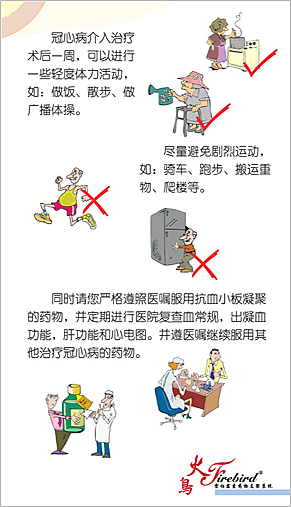 冠心病介入治疗
术后一周，可以进行
一些轻度体力活动，
如：做饭、散步、做
广播体操。
尽量避免剧烈运动，
如：骑车、跑步、搬运重
物、爬楼等。
同时请您严格遵照医嘱服用抗血小板凝聚
的药物，并定期进行医院复查血常规，出凝血
功能，肝功能和心电图。并遵医嘱继续服用其
他治疗冠心病的药物。
火鸟 Firebird